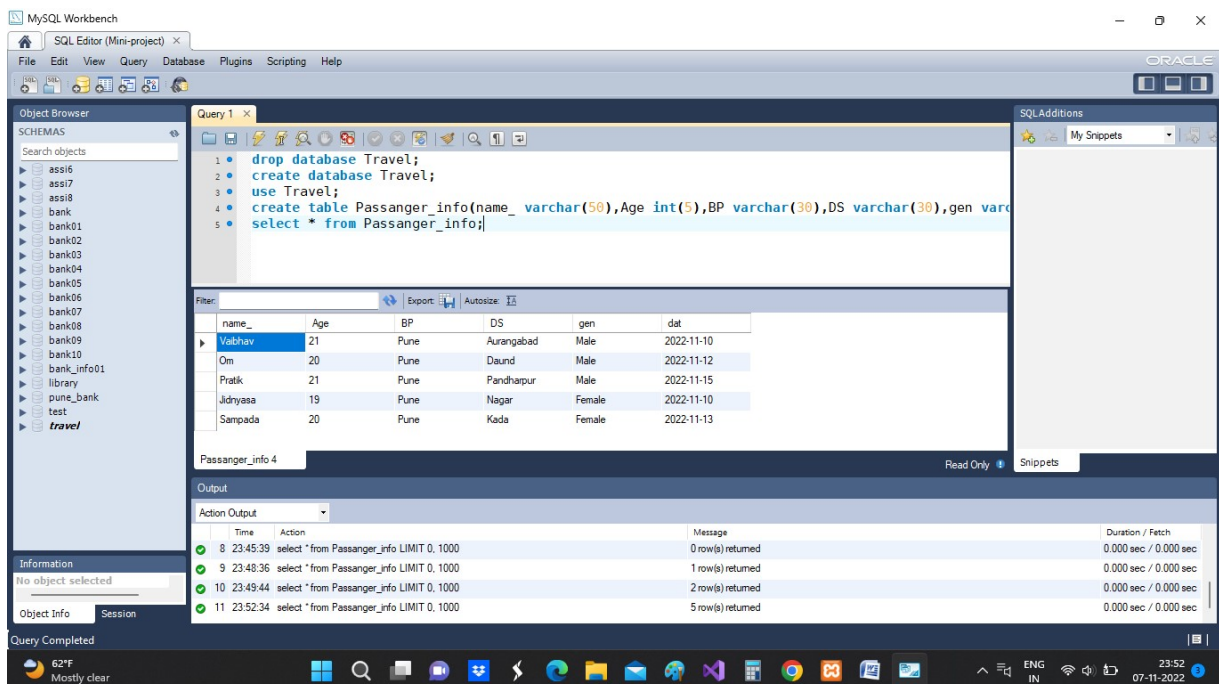 MySQL Workbench
SQL Editor (Mini-project)
File Edit View Query Database Plugins Scripting Help
ORACLE
Object Browser
SCHEMAS
Search objects
assi6
assi7
assi8
bank
bank01
bank02
bank03
bank04
bank05
bank06
bank07
bank08
bank09
bank10
bank_info01
library
pune_bank
test
travel
Information
No object selected
Object Info Session
Query 1
1 drop database Travel;
2 create database Travel;
3 use Travel;
4 create table Passanger_info(name_ varchar(50),Age int(5),BP varchar(30),DS varchar(30),gen varc
5 select * from Passanger_info;
Filter: Export: Autosize:
name_ Age BP DS gen dat
Vaibhav 21 Pune Aurangabad Male 2022-11-10
Om 20 Pune Daund Male 2022-11-12
Pratik 21 Pune Pandharpur Male 2022-11-15
Jidnyasa 19 Pune Nagar Female 2022-11-10
Sampada 20 Pune Kada Female 2022-11-13
Passanger_info 4
Read Only
SQLAdditions
My Snippets
Snippets
Output
Action Output
Time Action Message Duration / Fetch
8 23:45:39 select * from Passanger_info LIMIT 0, 1000 0 row(s) returned 0.000 sec / 0.000 sec
9 23:48:36 select * from Passanger_info LIMIT 0, 1000 1 row(s) returned 0.000 sec / 0.000 sec
10 23:49:44 select * from Passanger_info LIMIT 0, 1000 2 row(s) returned 0.000 sec / 0.000 sec
11 23:52:34 select * from Passanger_info LIMIT 0, 1000 5 row(s) returned 0.000 sec / 0.000 sec
Query Completed
62°F
Mostly clear
ENG
IN
23:52
07-11-2022